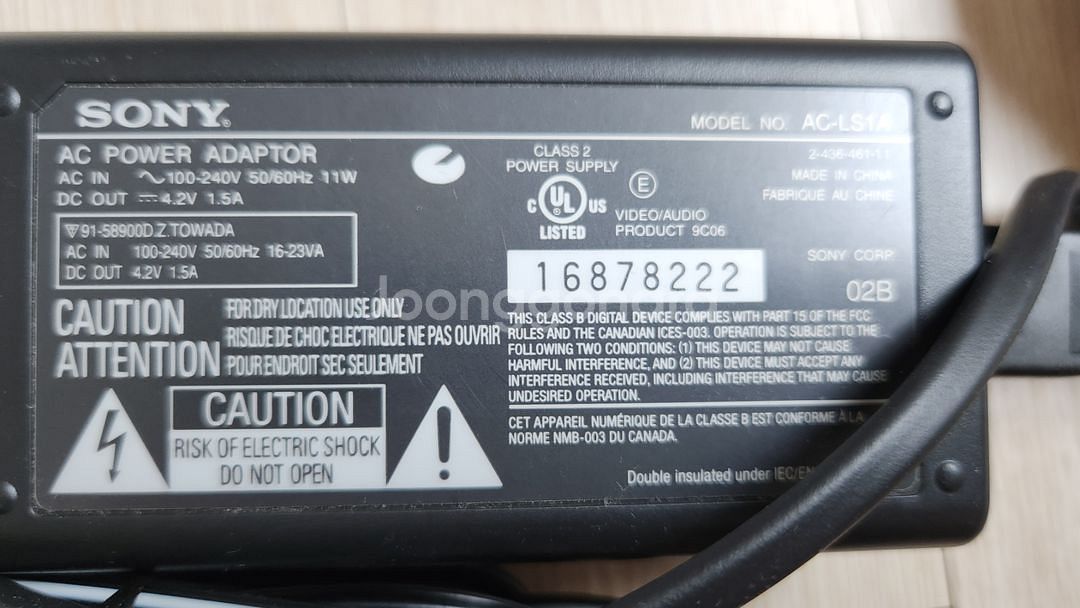 SONY®
MODEL NO. AC-LS1A
AC POWER ADAPTOR
AC IN ∼100-240V 50/60Hz 11W
DC OUT ⎓4.2V 1.5A
▽91-58900D.Z.TOWADA
AC IN 100-240V 50/60Hz 16-23VA
DC OUT 4.2V 1.5A
CLASS 2
POWER SUPPLY
C UL US
LISTED
E
VIDEO/AUDIO
PRODUCT 9C06
2-436-461-11
MADE IN CHINA
FABRIQUE AU CHINE
SONY CORP
16878222
02B
CAUTION
ATTENTION
FOR DRY LOCATION USE ONLY
RISQUE DE CHOC ELECTRIQUE NE PAS OUVRIR
POUR ENDROIT SEC SEULEMENT
CAUTION
RISK OF ELECTRIC SHOCK
DO NOT OPEN
THIS CLASS B DIGITAL DEVICE COMPLIES WITH PART 15 OF THE FCC
RULES AND THE CANADIAN ICES-003. OPERATION IS SUBJECT TO THE
FOLLOWING TWO CONDITIONS: (1) THIS DEVICE MAY NOT CAUSE
HARMFUL INTERFERENCE, AND (2) THIS DEVICE MUST ACCEPT ANY
INTERFERENCE RECEIVED, INCLUDING INTERFERENCE THAT MAY CAUSE
UNDESIRED OPERATION.
CET APPAREIL NUMÉRIQUE DE LA CLASSE B EST CONFORME À LA
NORME NMB-003 DU CANADA.
Double insulated under IEC/EN